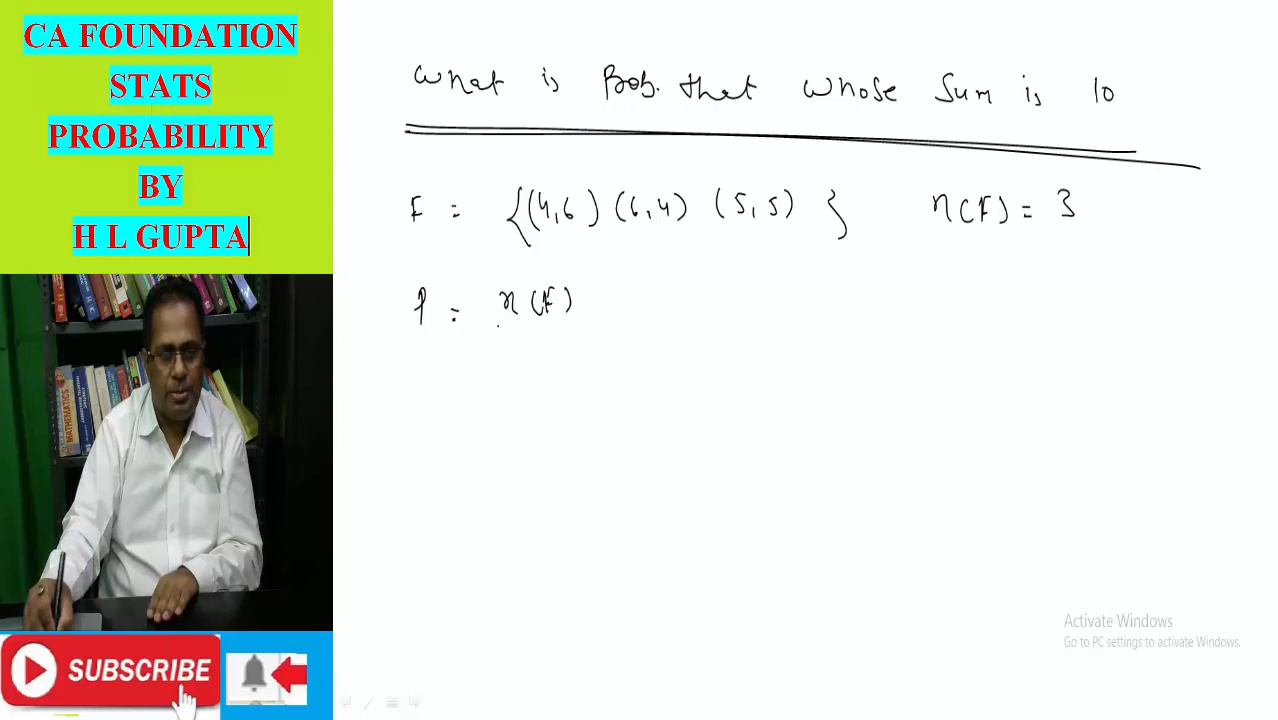 CA FOUNDATION
STATS
PROBABILITY
BY
H L GUPTA
What is Prob. that whose sum is 10
E = {(4,6) (6,4) (5,5) } n(E) = 3
P = n(E)
MATHEMATICS
SUBSCRIBE
Activate Windows
Go to PC settings to activate Windows.